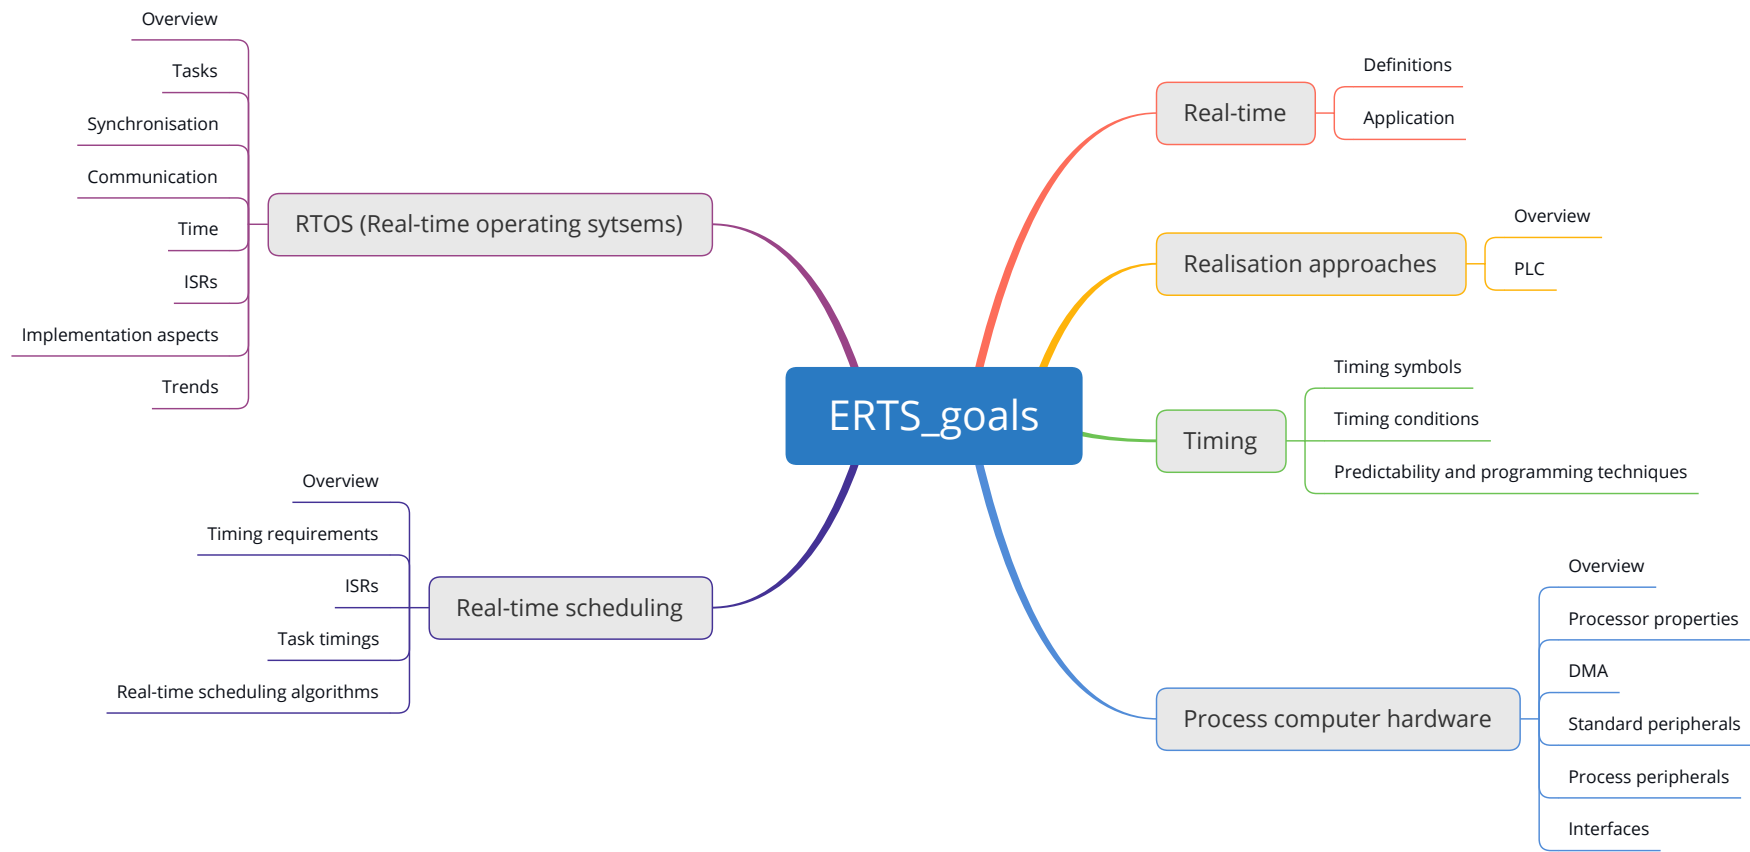 ERTS_goals
Real-time
Definitions
Application
Realisation approaches
Overview
PLC
Timing
Timing symbols
Timing conditions
Predictability and programming techniques
Process computer hardware
Overview
Processor properties
DMA
Standard peripherals
Process peripherals
Interfaces
RTOS (Real-time operating sytsems)
Overview
Tasks
Synchronisation
Communication
Time
ISRs
Implementation aspects
Trends
Real-time scheduling
Overview
Timing requirements
ISRs
Task timings
Real-time scheduling algorithms